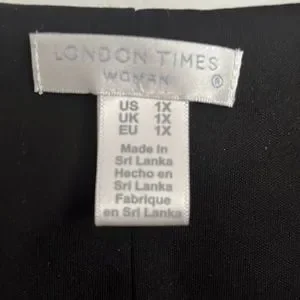 LONDON TIMES
WOMAN
®
US 1X
UK 1X
EU 1X
Made in
Sri Lanka
Hecho en
Sri Lanka
Fabrique
en Sri Lanka